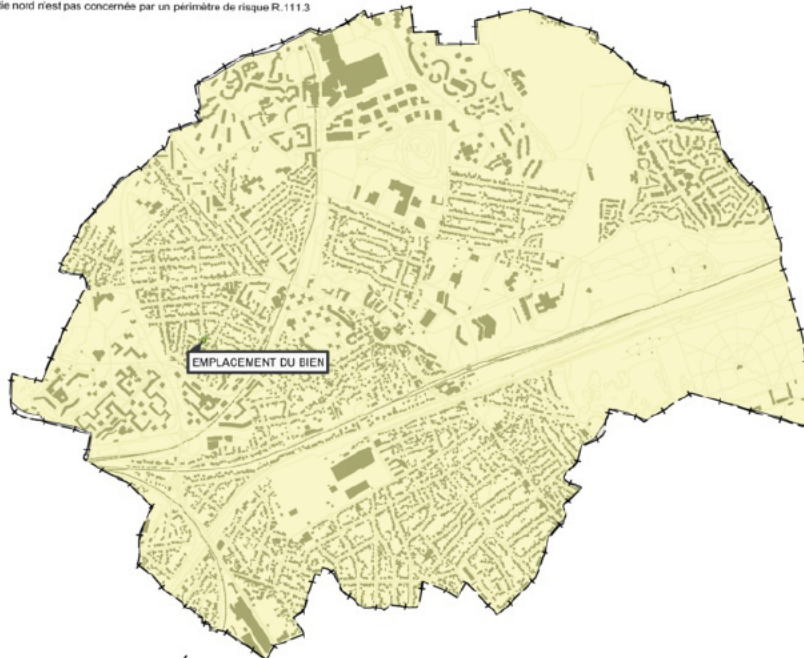 tie nord n'est pas concernée par un périmètre de risque R.111.3
EMPLACEMENT DU BIEN